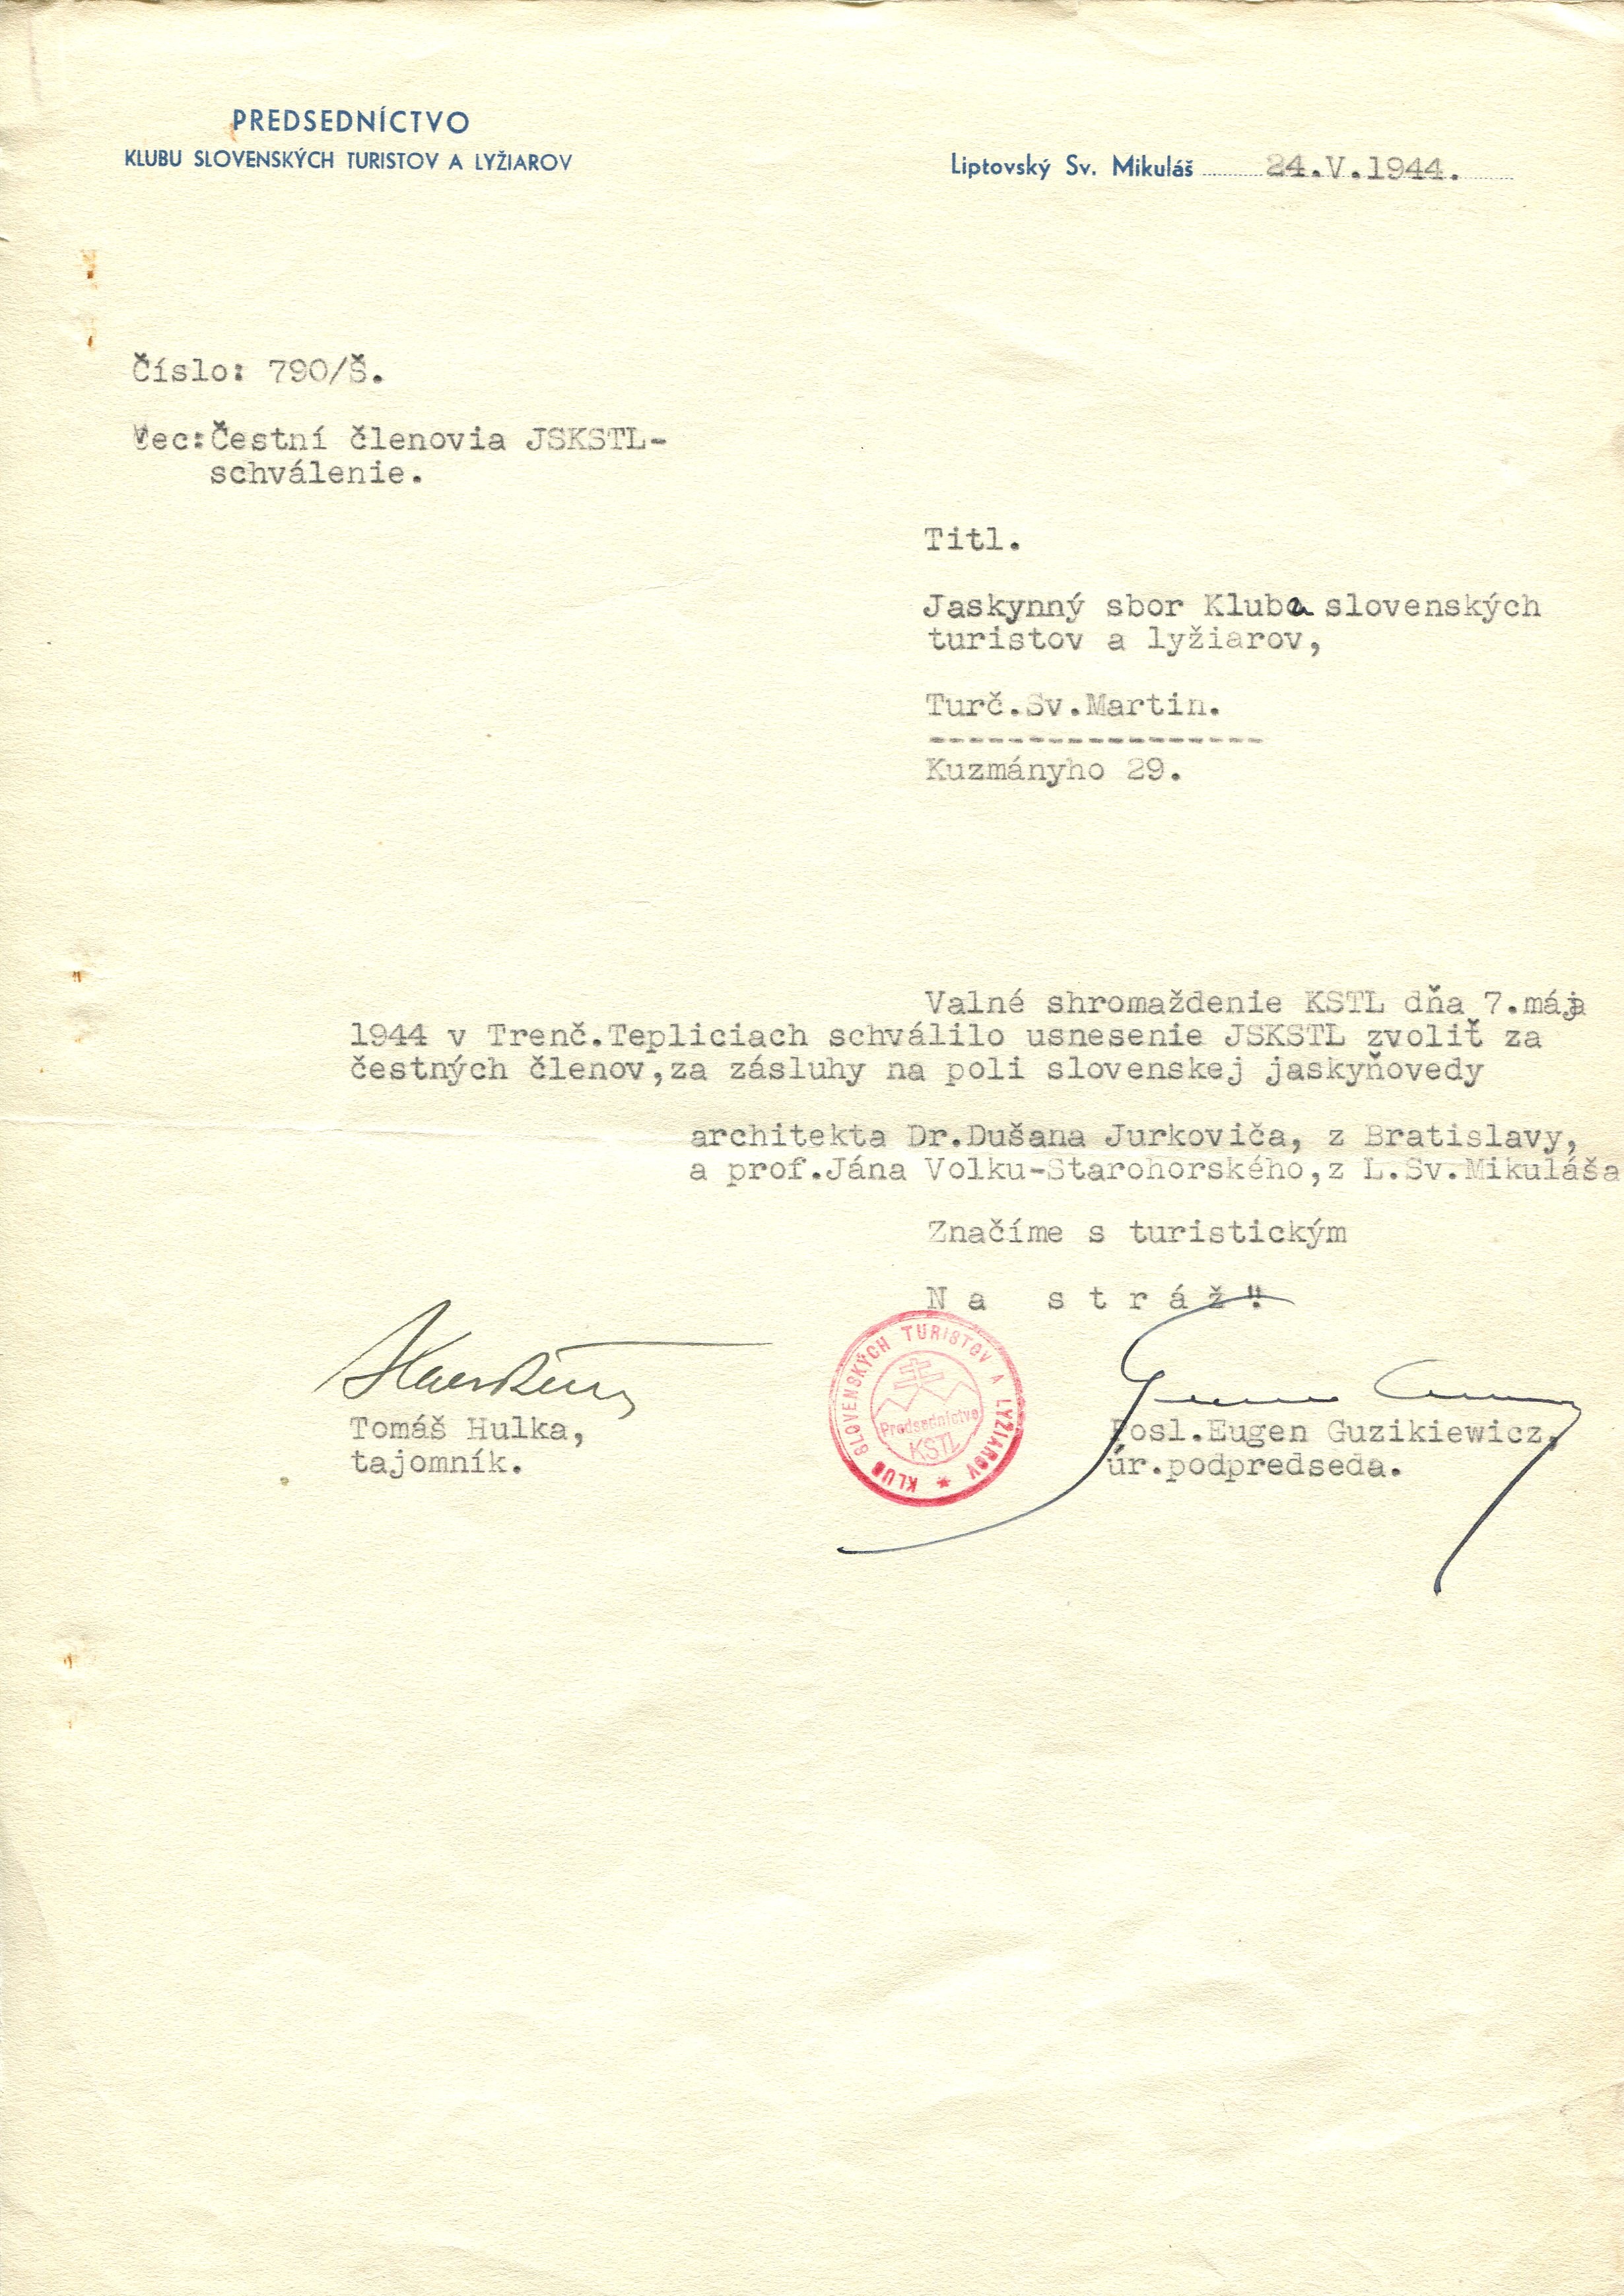 PREDSEDNÍCTVO
KLUBU SLOVENSKÝCH TURISTOV A LYŽIAROV
Liptovský Sv. Mikuláš 24.V.1944.
Číslo: 790/Š.
Vec:Čestní členovia JSKSTL-
schválenie.
Titl.
Jaskynný sbor Kluba slovenských
turistov a lyžiarov,
Turč.Sv.Martin.
Kuzmányho 29.
Valné shromaždenie KSTL dňa 7.mája
1944 v Trenč.Tepliciach schválilo usnesenie JSKSTL zvoliť za
čestných členov,za zásluhy na poli slovenskej jaskyňovedy
architekta Dr.Dušana Jurkoviča, z Bratislavy,
a prof.Jána Volku-Starohorského,z L.Sv.Mikuláša
Značíme s turistickým
N a s t r á ž "!
KLUB SLOVENSKÝCH TURISTOV A LYŽIAROV *
Predsedníctvo
KSTL
Tomáš Hulka,
tajomník.
Posl.Eugen Guzikiewicz,
úr.podpredseda.